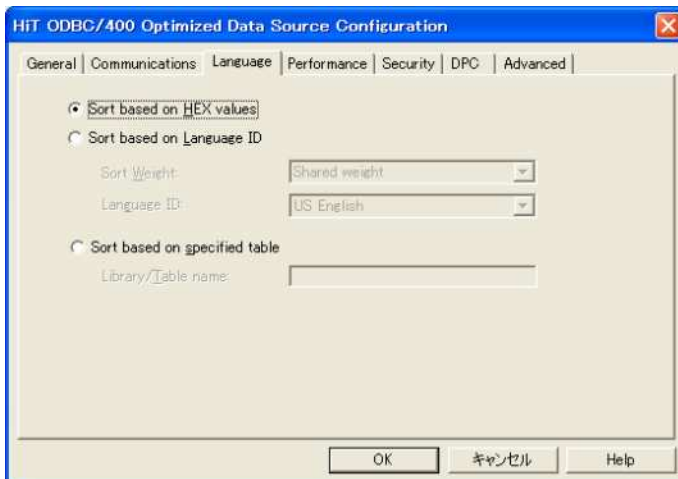 HiT ODBC/400 Optimized Data Source Configuration
General Communications Language Performance Security DPC Advanced
Sort based on HEX values
Sort based on Language ID
Sort Weight: Shared weight
Language ID: US English
Sort based on specified table
Library/Table name:
OK キャンセル Help